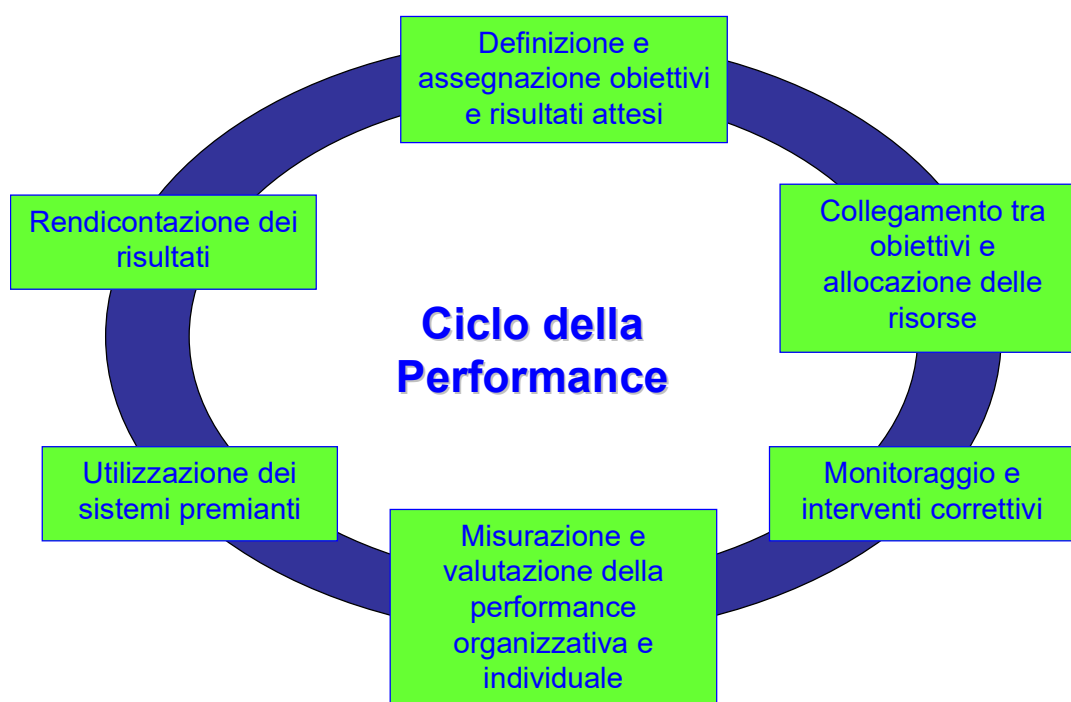 Definizione e
assegnazione obiettivi
e risultati attesi
Collegamento tra
obiettivi e
allocazione delle
risorse
Monitoraggio e
interventi correttivi
Misurazione e
valutazione della
performance
organizzativa e
individuale
Utilizzazione dei
sistemi premianti
Rendicontazione dei
risultati
Ciclo della
Performance